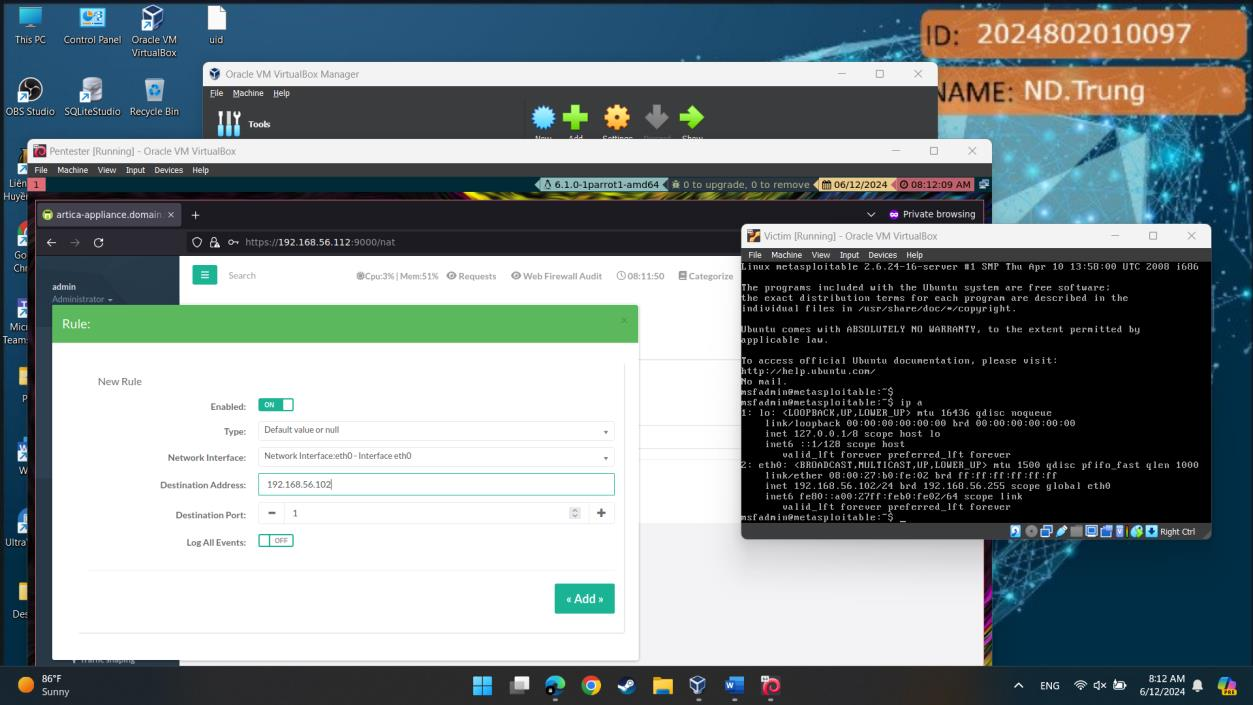 This PC
Control Panel
Oracle VM
VirtualBox
uid
OBS Studio
SQLiteStudio
Recycle Bin
ID: 2024802010097
NAME: ND.Trung
Oracle VM VirtualBox Manager
File Machine Help
Tools
New Add Settings Show
Pentester [Running] - Oracle VM VirtualBox
File Machine View Input Devices Help
1
6.1.0-1parrot1-amd64
0 to upgrade, 0 to remove
06/12/2024
08:12:09 AM
artica-appliance.domain
Private browsing
https://192.168.56.112:9000/nat
admin
Administrator
Search
Cpu:3% | Mem:51%
Requests
Web Firewall Audit
08:11:50
Categorize
Rule:
New Rule
Enabled: ON
Type: Default value or null
Network Interface: Network Interface:eth0 - Interface eth0
Destination Address: 192.168.56.102
Destination Port: 1
Log All Events: OFF
« Add »
Traffic shaping
Victim [Running] - Oracle VM VirtualBox
File Machine View Input Devices Help
Linux metasploitable 2.6.24-16-server #1 SMP Thu Apr 10 13:58:00 UTC 2008 i686
The programs included with the Ubuntu system are free software;
the exact distribution terms for each program are described in the
individual files in /usr/share/doc/*/copyright.
Ubuntu comes with ABSOLUTELY NO WARRANTY, to the extent permitted by
applicable law.
To access official Ubuntu documentation, please visit:
http://help.ubuntu.com/
No mail.
msfadmin@metasploitable:~$
msfadmin@metasploitable:~$ ip a
1: lo: <LOOPBACK,UP,LOWER_UP> mtu 16436 qdisc noqueue
link/loopback 00:00:00:00:00:00 brd 00:00:00:00:00:00
inet 127.0.0.1/8 scope host lo
inet6 ::1/128 scope host
valid_lft forever preferred_lft forever
2: eth0: <BROADCAST,MULTICAST,UP,LOWER_UP> mtu 1500 qdisc pfifo_fast qlen 1000
link/ether 08:00:27:b0:fe:02 brd ff:ff:ff:ff:ff:ff
inet 192.168.56.102/24 brd 192.168.56.255 scope global eth0
inet6 fe80::a00:27ff:feb0:fe02/64 scope link
valid_lft forever preferred_lft forever
msfadmin@metasploitable:~$ _
Right Ctrl
86°F
Sunny
ENG
8:12 AM
6/12/2024